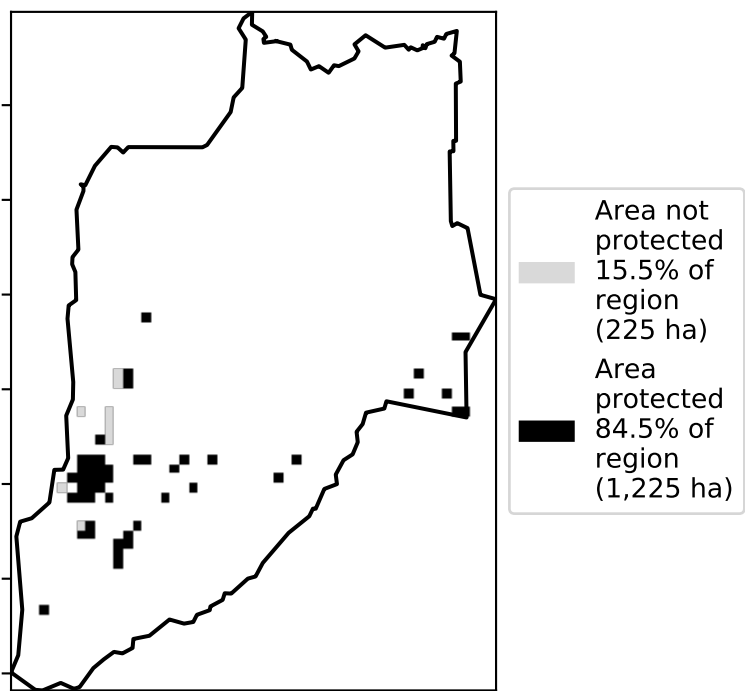 Area not
protected
15.5% of
region
(225 ha)
Area
protected
84.5% of
region
(1,225 ha)